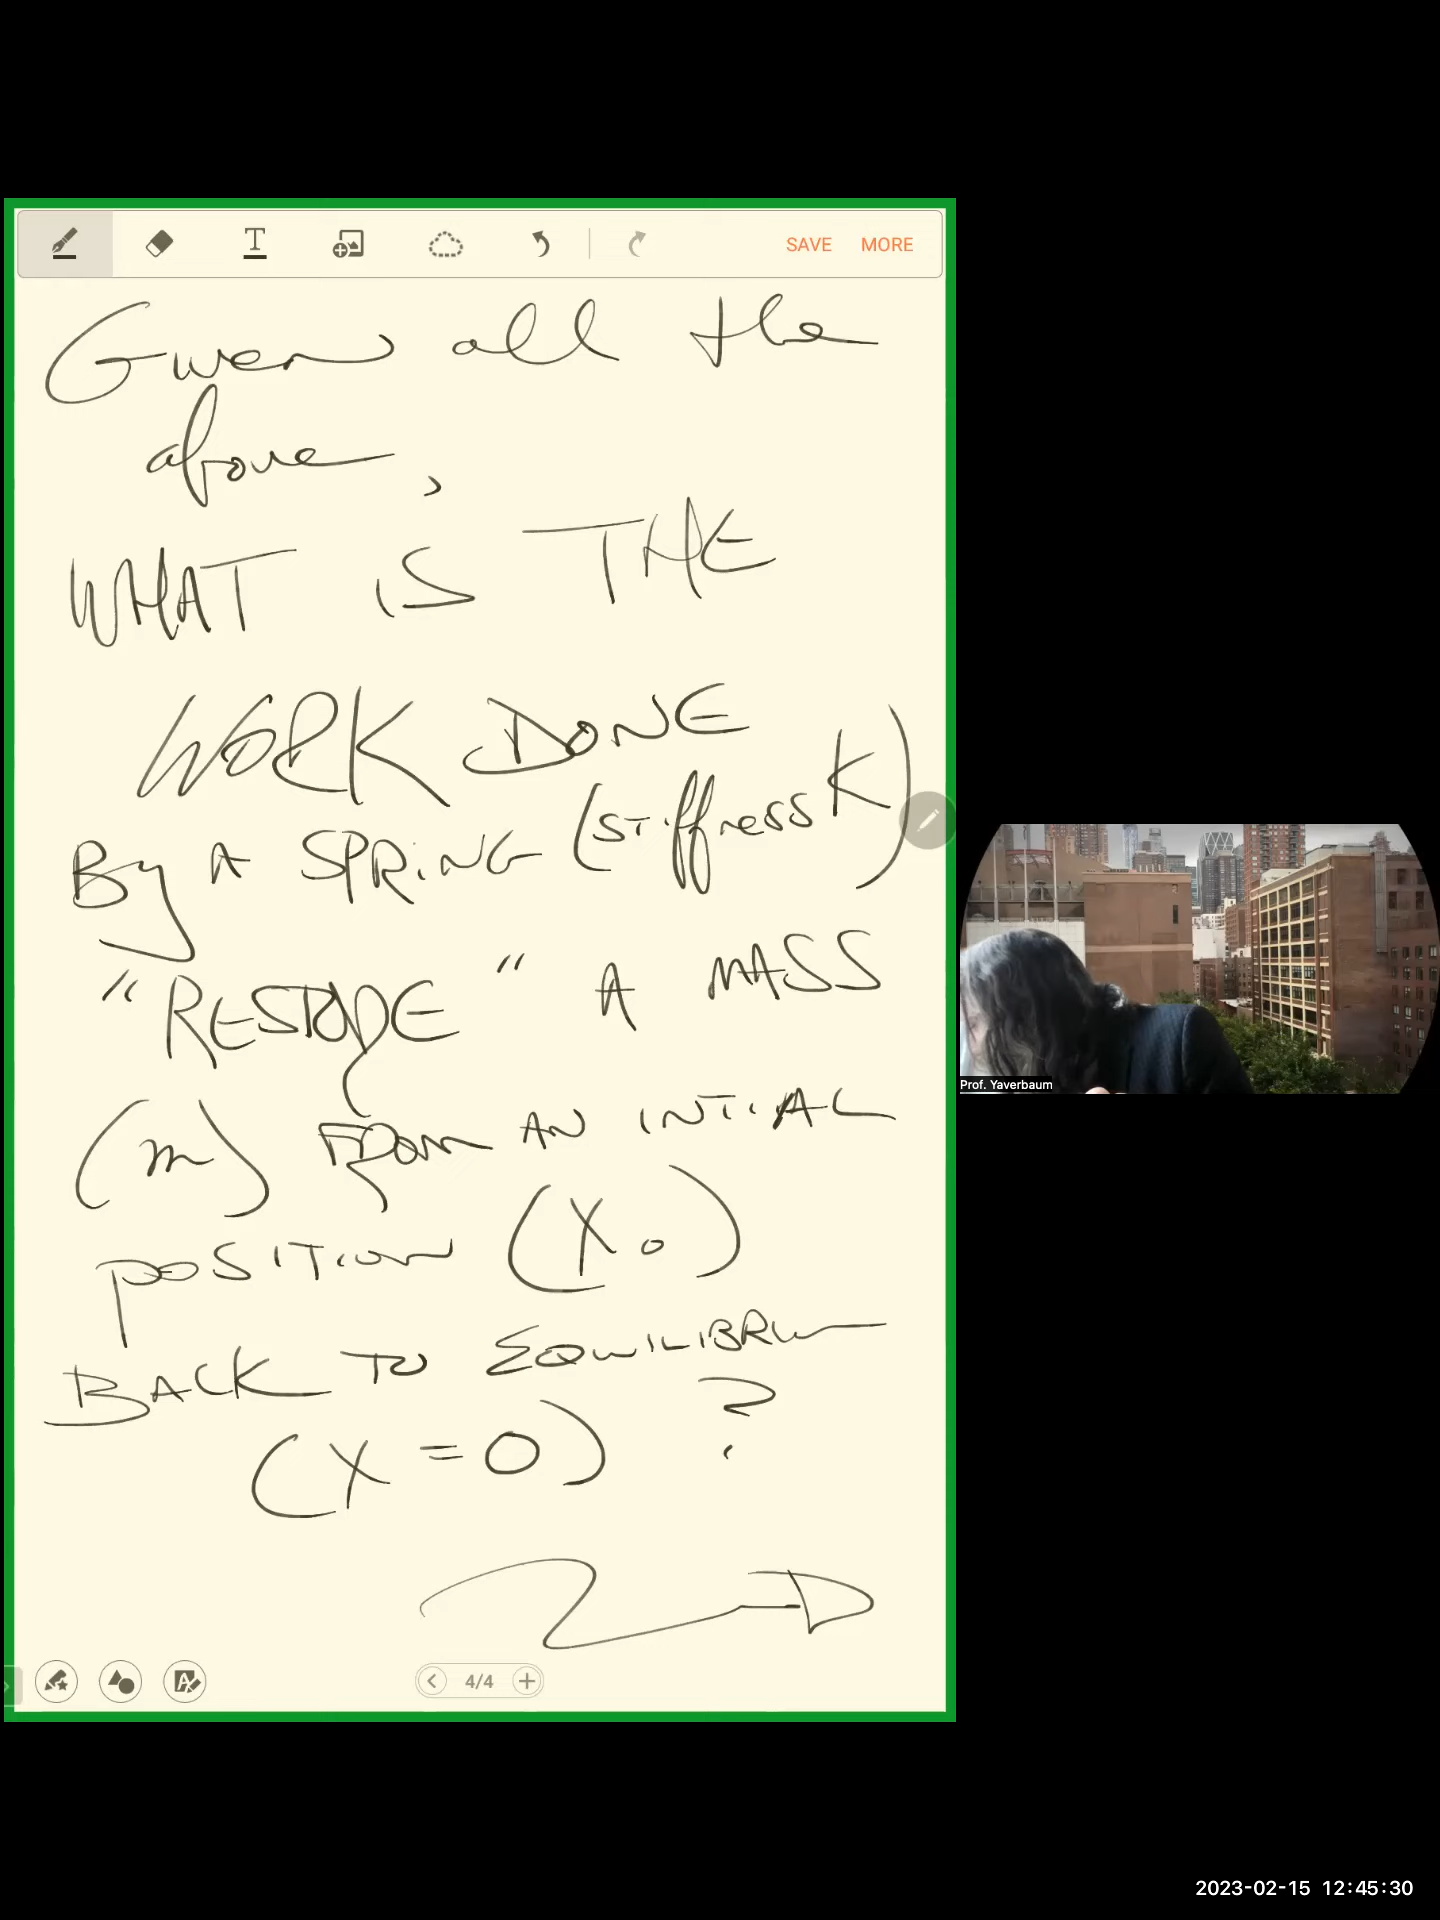 SAVE MORE
Given all the
above,
WHAT IS THE
WORK DONE
By A SPRING (stiffness K)
"RESTORE" A MASS
(m) FROM AN INTIAL
POSITION (X₀)
BACK TO EQUILIBRIUM
(X = 0) ?
4/4
Prof. Yaverbaum
2023-02-15 12:45:30